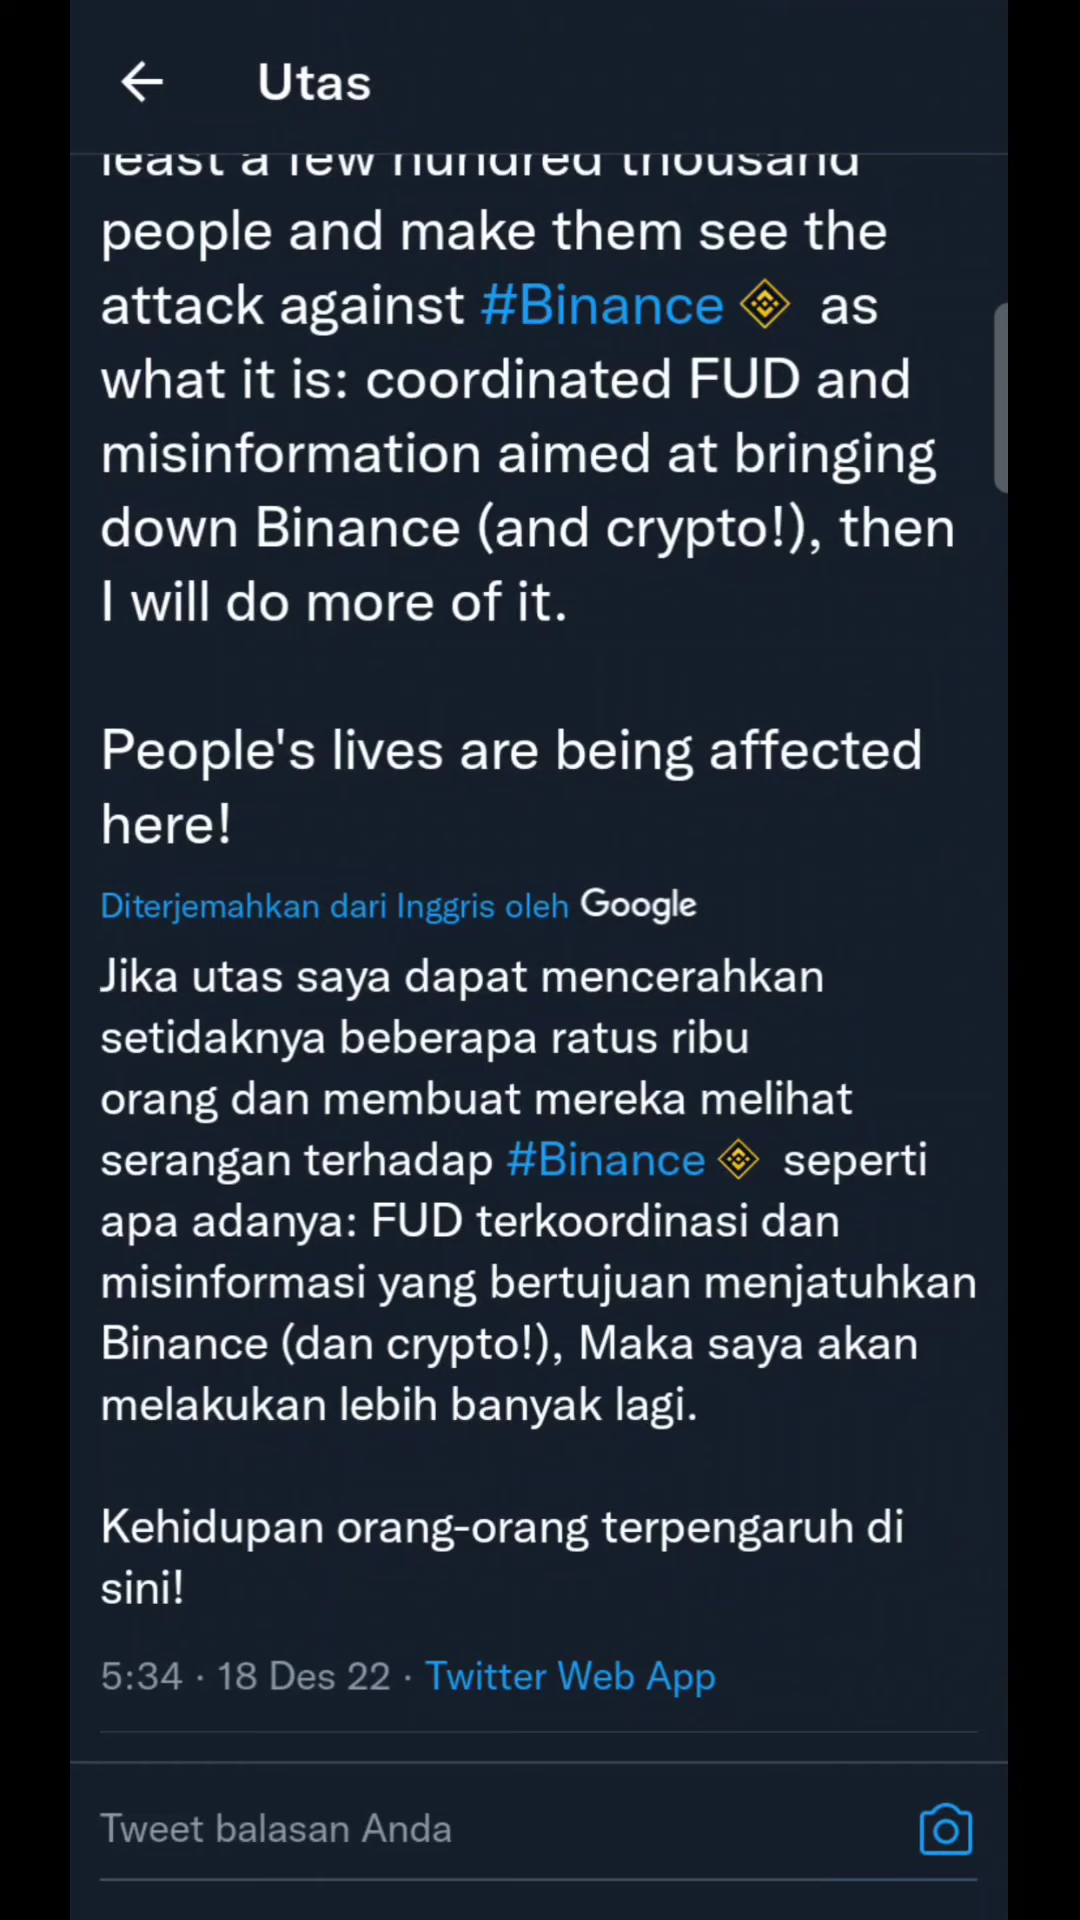 Utas
least a few hundred thousand
people and make them see the
attack against #Binance as
what it is: coordinated FUD and
misinformation aimed at bringing
down Binance (and crypto!), then
I will do more of it.
People's lives are being affected
here!
Diterjemahkan dari Inggris oleh Google
Jika utas saya dapat mencerahkan
setidaknya beberapa ratus ribu
orang dan membuat mereka melihat
serangan terhadap #Binance seperti
apa adanya: FUD terkoordinasi dan
misinformasi yang bertujuan menjatuhkan
Binance (dan crypto!), Maka saya akan
melakukan lebih banyak lagi.
Kehidupan orang-orang terpengaruh di
sini!
5:34 · 18 Des 22 · Twitter Web App
Tweet balasan Anda